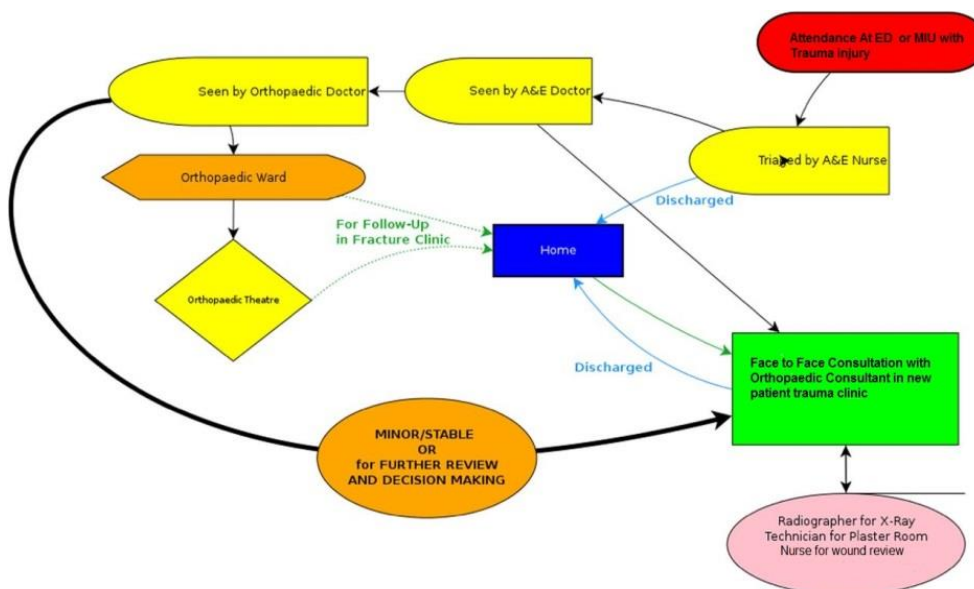 Attendance At ED or MIU with
Trauma injury
Seen by Orthopaedic Doctor
Seen by A&E Doctor
Triaged by A&E Nurse
Orthopaedic Ward
Discharged
For Follow-Up
in Fracture Clinic
Home
Orthopaedic Theatre
Discharged
Face to Face Consultation with
Orthopaedic Consultant in new
patient trauma clinic
MINOR/STABLE
OR
for FURTHER REVIEW
AND DECISION MAKING
Radiographer for X-Ray
Technician for Plaster Room
Nurse for wound review